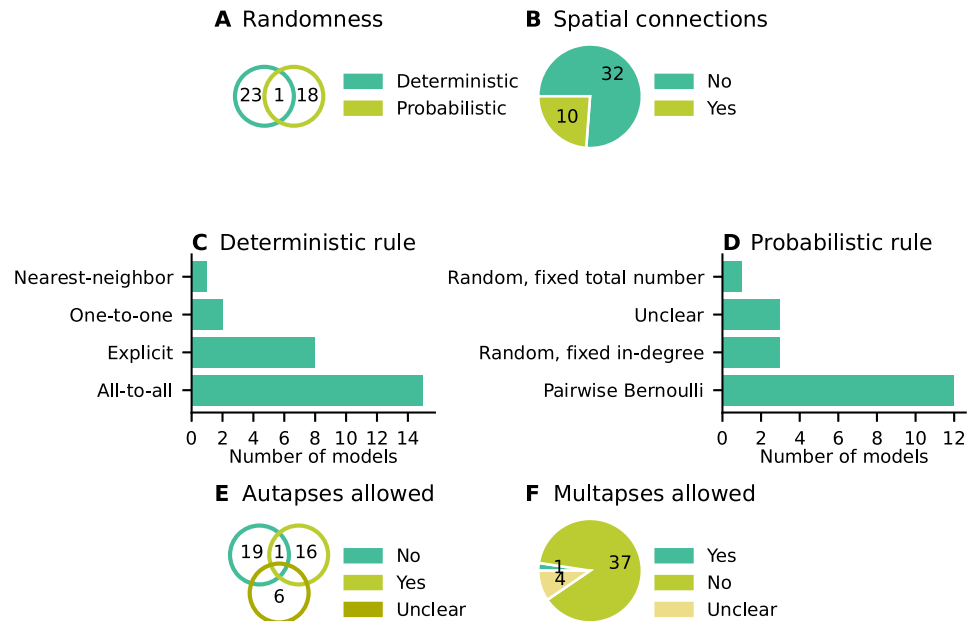 A Randomness
23 1 18
Deterministic
Probabilistic
B Spatial connections
32
10
No
Yes
C Deterministic rule
Nearest-neighbor
One-to-one
Explicit
All-to-all
0 2 4 6 8 10 12 14
Number of models
D Probabilistic rule
Random, fixed total number
Unclear
Random, fixed in-degree
Pairwise Bernoulli
0 2 4 6 8 10 12
Number of models
E Autapses allowed
19 1 16
6
No
Yes
Unclear
F Multapses allowed
37
1
4
Yes
No
Unclear